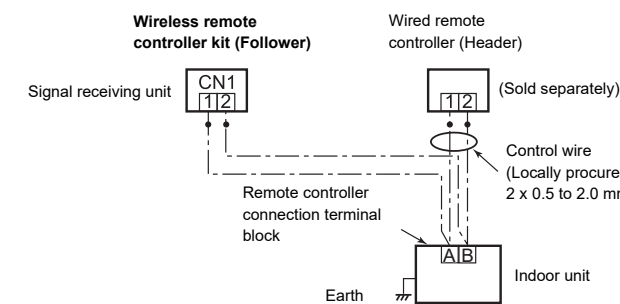 Wireless remote
controller kit (Follower)
Wired remote
controller (Header)
Signal receiving unit
CN1
1 2
1 2
(Sold separately)
Control wire
(Locally
2 x 0.5 to 2.0
Remote controller
connection terminal
block
A B
Indoor unit
Earth